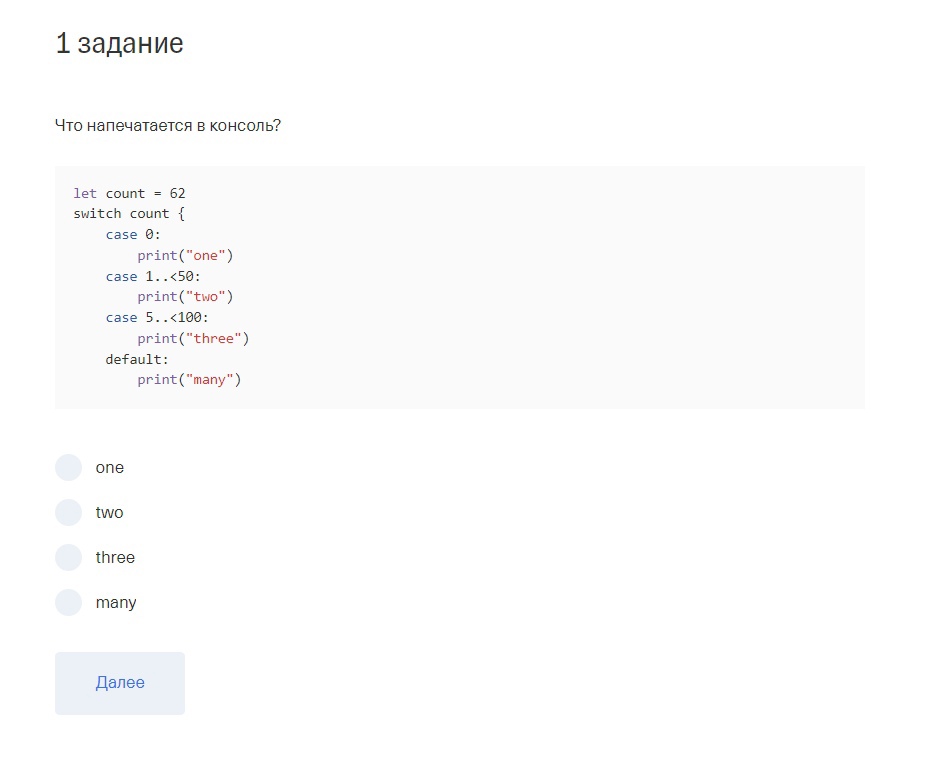 1 задание
Что напечатается в консоль?
let count = 62
switch count {
    case 0:
        print("one")
    case 1..<50:
        print("two")
    case 5..<100:
        print("three")
    default:
        print("many")
one
two
three
many
Далее